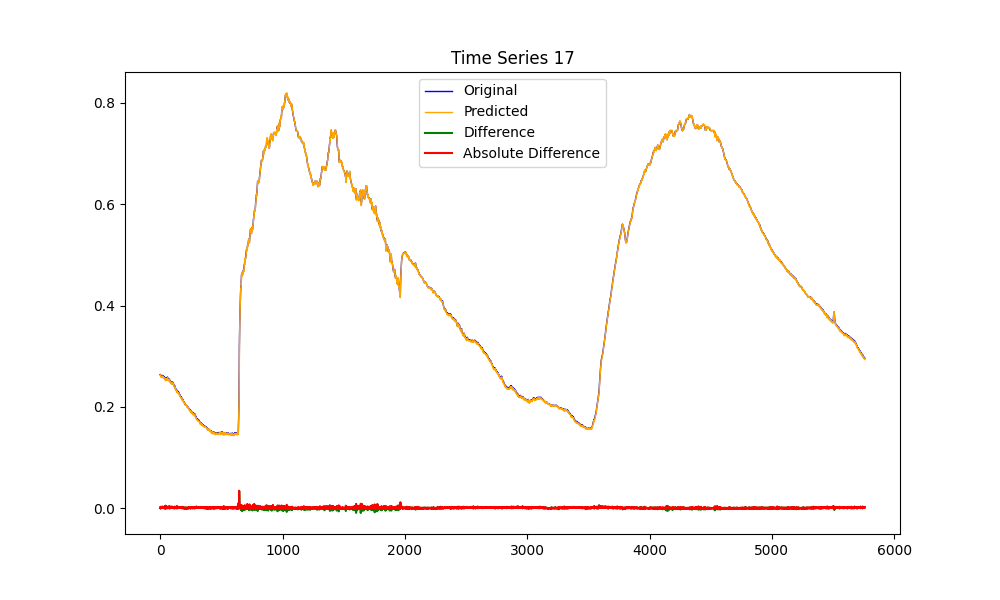 Time Series 17
Original
Predicted
Difference
Absolute Difference
0.8
0.6
0.4
0.2
0.0
0 1000 2000 3000 4000 5000 6000